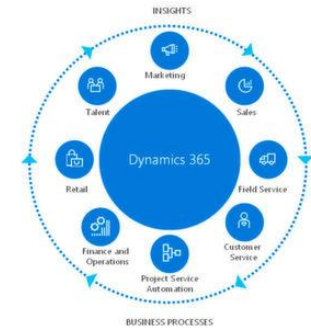 INSIGHTS
Marketing
Talent
Sales
Dynamics 365
Retail
Field Service
Finance and
Operations
Customer
Service
Project Service
Automation
BUSINESS PROCESSES